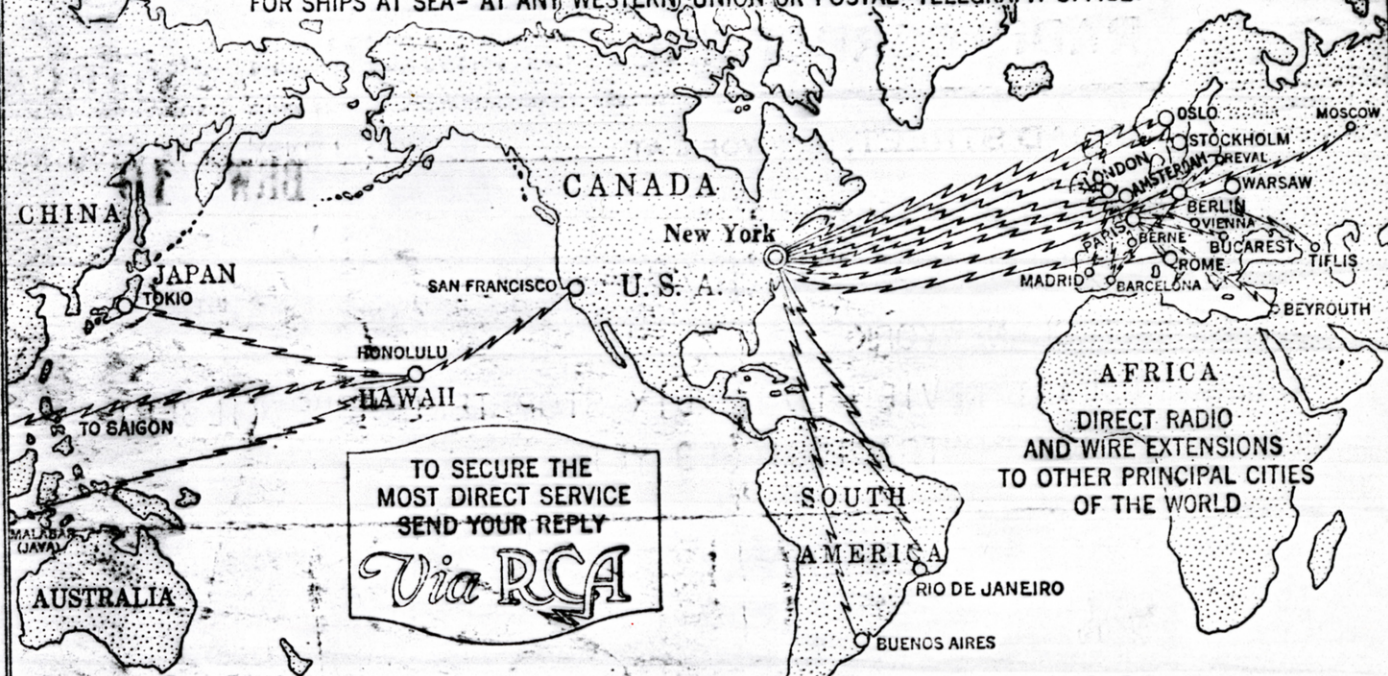 FOR SHIPS AT SEA- AT ANY WESTERN UNION OR POSTAL TELEGRAPH OFFICE
OSLO
MOSCOW
STOCKHOLM
LONDON
AMSTERDAM
REVAL
CANADA
WARSAW
CHINA
BERLIN
New York
VIENNA
PARIS
BERNE
BUCAREST
JAPAN
ROME
TIFLIS
SAN FRANCISCO
U.S.A.
MADRID
BARCELONA
TOKIO
BEYROUTH
HONOLULU
AFRICA
HAWAII
DIRECT RADIO
TO SAIGON
AND WIRE EXTENSIONS
TO OTHER PRINCIPAL CITIES
OF THE WORLD
TO SECURE THE
MOST DIRECT SERVICE
SEND YOUR REPLY
Via RCA
SOUTH
AMERICA
MALABAR
(JAVA)
AUSTRALIA
RIO DE JANEIRO
BUENOS AIRES